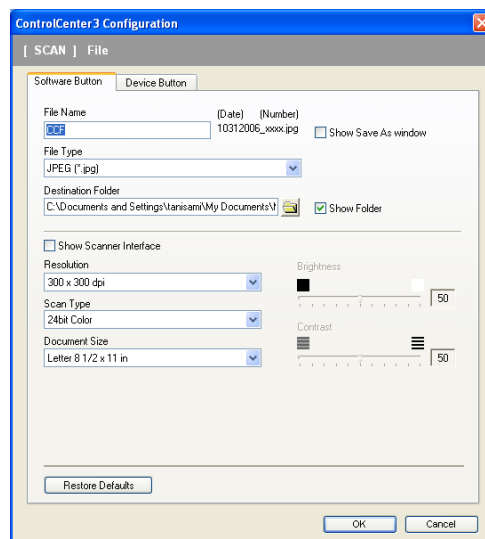 ControlCenter3 Configuration
[ SCAN ] File
Software Button Device Button
File Name (Date) (Number)
CCF 10312006_xxxx.jpg Show Save As window
File Type
JPEG (*.jpg)
Destination Folder
C:\Documents and Settings\tanisami\My Documents\ Show Folder
Show Scanner Interface
Resolution Brightness
300 x 300 dpi 50
Scan Type
24bit Color
Contrast
Document Size
Letter 8 1/2 x 11 in 50
Restore Defaults
OK Cancel